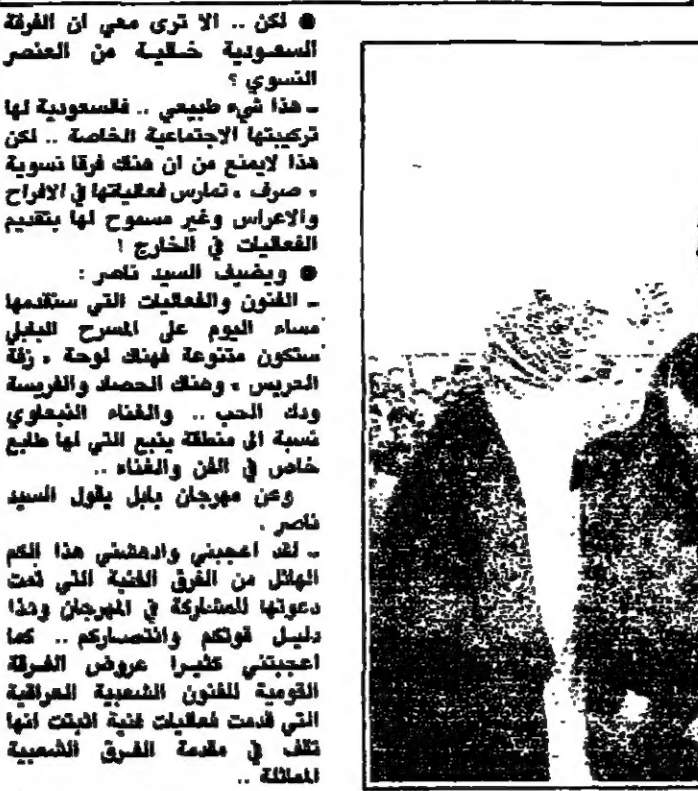 ● لكن .. الا ترى معي ان الفرقة
السعودية خالية من العنصر
النسوي ؟
ـ هذا شيء طبيعي .. فالسعودية لها
تركيبتها الاجتماعية الخاصة .. لكن
هذا لايمنع من ان هناك فرقا نسوية
« صرف » تمارس فعالياتها في الافراح
والاعراس وغير مسموح لها بتقديم
الفعاليات في الخارج !
● ويضيف السيد ناصر :
ـ الفنون والفعاليات التي سنقدمها
مساء اليوم على المسرح البابلي
ستكون متنوعة فهناك لوحة « زفة
العريس » وهناك الحصاد والفريسة
ودك الحب .. والغناء الينبعاوي
نسبة الى منطقة ينبع التي لها طابع
خاص في الفن والغناء ..
وعن مهرجان بابل يقول السيد
ناصر .
ـ لقد اعجبني وادهشني هذا الكم
الهائل من الفرق الفنية التي تمت
دعوتها للمشاركة في المهرجان وهذا
دليل قوتكم وانتصاركم .. كما
اعجبتني كثيرا عروض الفرقة
القومية للفنون الشعبية العراقية
التي قدمت فعاليات فنية اثبتت انها
تقف في مقدمة الفرق الشعبية
المماثلة ..